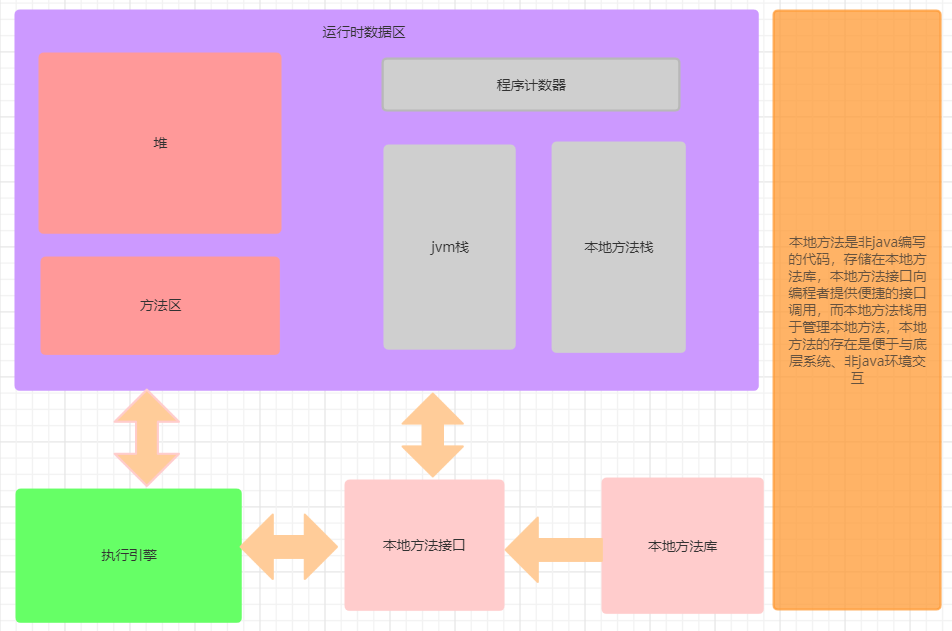 运行时数据区
堆
程序计数器
jvm栈
本地方法栈
方法区
执行引擎
本地方法接口
本地方法库
本地方法是非java编写
的代码，存储在本地方
法库，本地方法接口向
编程者提供便捷的接口
调用，而本地方法栈用
于管理本地方法，本地
方法的存在是便于与底
层系统、非java环境交
互